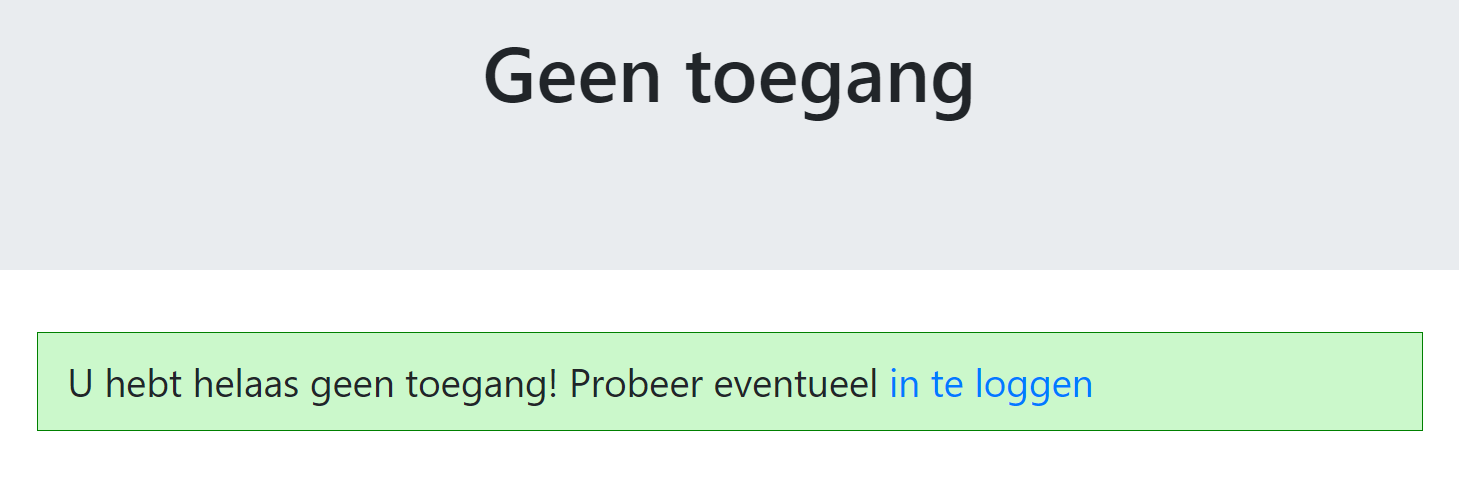 Geen toegang
U hebt helaas geen toegang! Probeer eventueel in te loggen